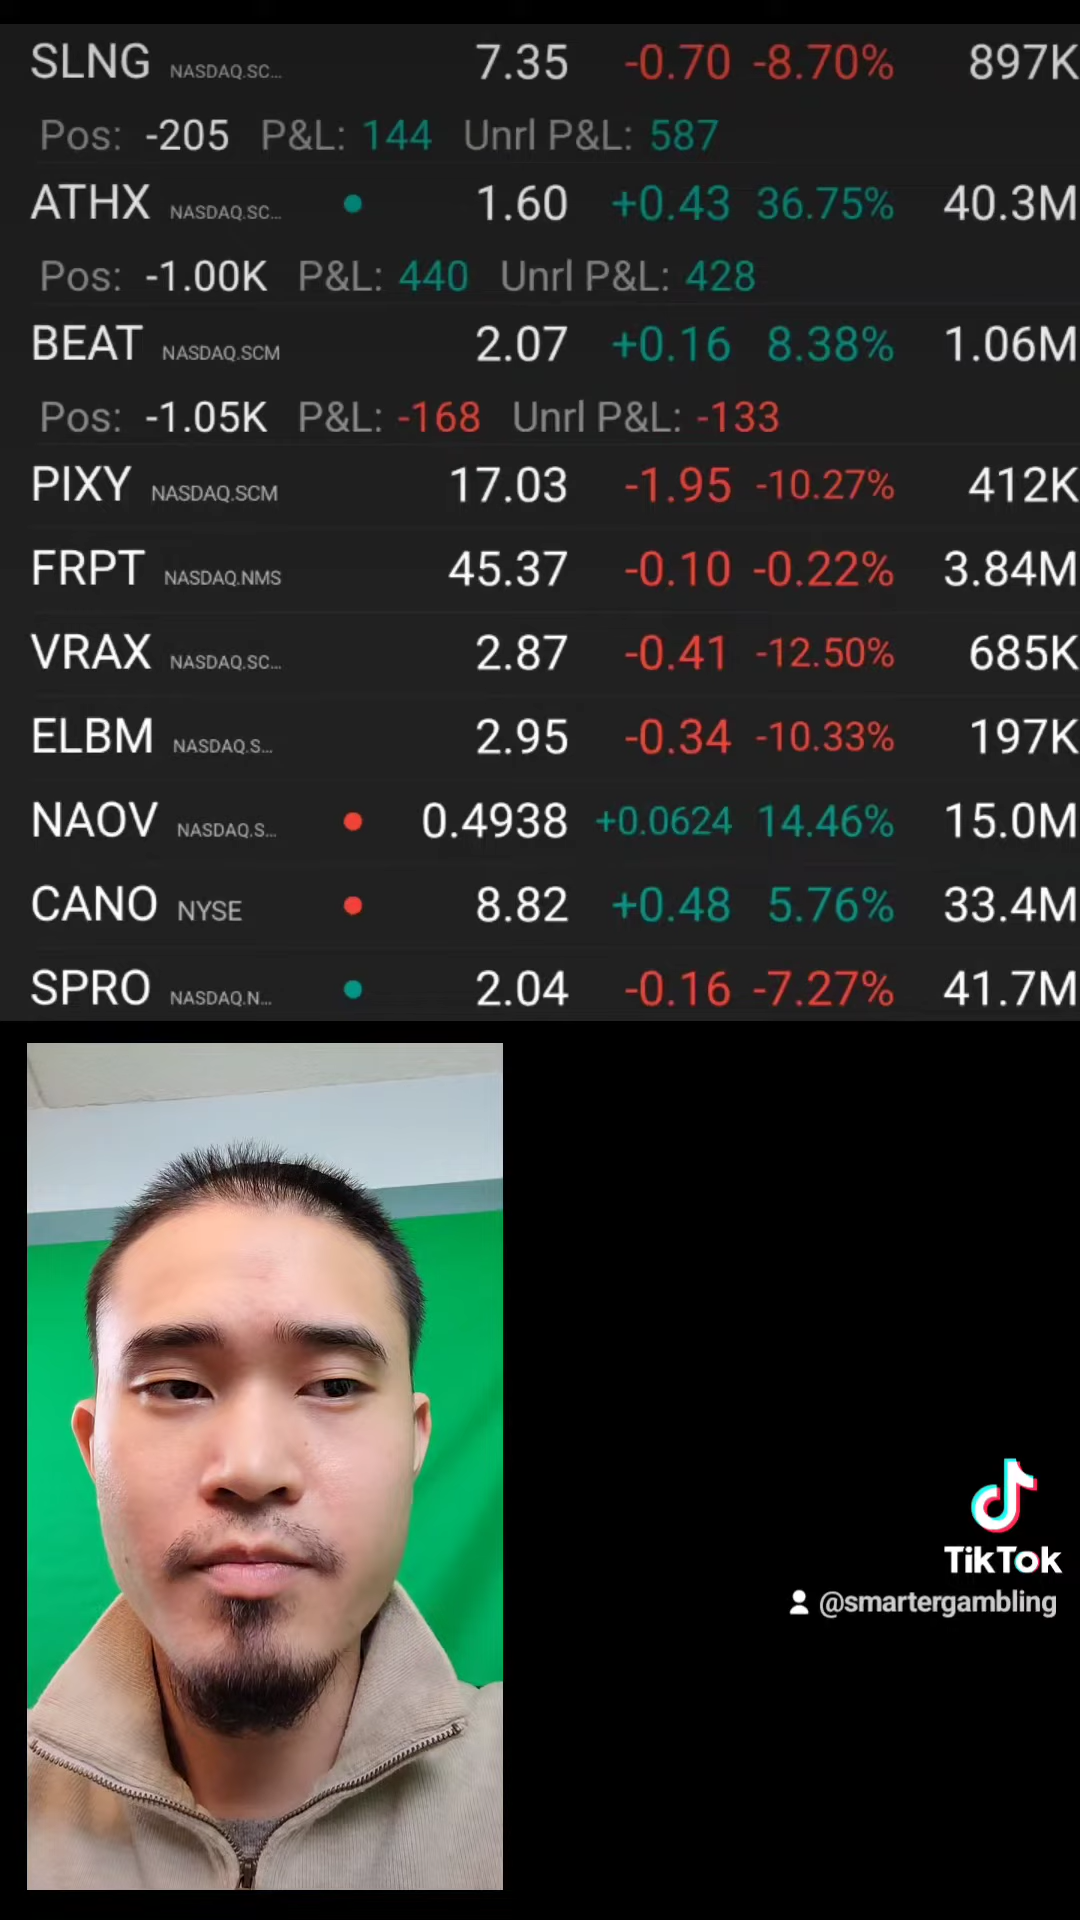 SLNG NASDAQ.SC... 7.35 -0.70 -8.70% 897K
Pos: -205 P&L: 144 Unrl P&L: 587
ATHX NASDAQ.SC... 1.60 +0.43 36.75% 40.3M
Pos: -1.00K P&L: 440 Unrl P&L: 428
BEAT NASDAQ.SCM 2.07 +0.16 8.38% 1.06M
Pos: -1.05K P&L: -168 Unrl P&L: -133
PIXY NASDAQ.SCM 17.03 -1.95 -10.27% 412K
FRPT NASDAQ.NMS 45.37 -0.10 -0.22% 3.84M
VRAX NASDAQ.SC... 2.87 -0.41 -12.50% 685K
ELBM NASDAQ.S... 2.95 -0.34 -10.33% 197K
NAOV NASDAQ.S... 0.4938 +0.0624 14.46% 15.0M
CANO NYSE 8.82 +0.48 5.76% 33.4M
SPRO NASDAQ.N... 2.04 -0.16 -7.27% 41.7M
TikTok
@smartergambling